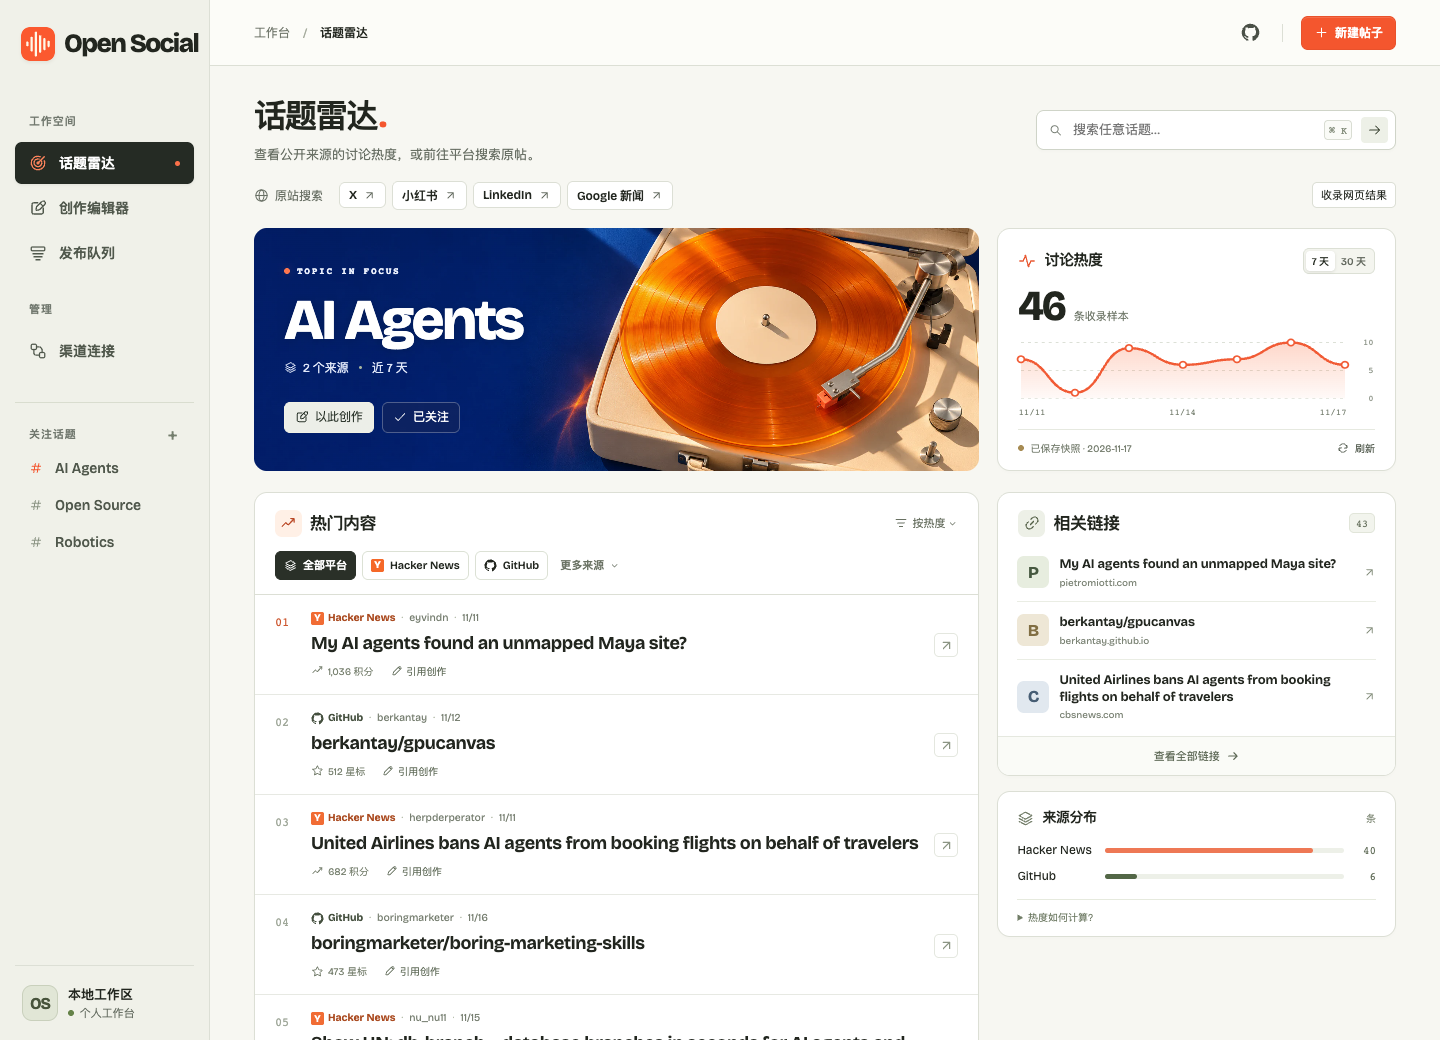 Open Social
工作空间
话题雷达
创作编辑器
发布队列
管理
渠道连接
关注话题
# AI Agents
# Open Source
# Robotics
OS
本地工作区
个人工作台
工作台 / 话题雷达
新建帖子
话题雷达.
查看公开来源的讨论热度，或前往平台搜索原帖。
搜索任意话题...
⌘ K
原站搜索
X
小红书
LinkedIn
Google 新闻
收录网页结果
TOPIC IN FOCUS
AI Agents
2 个来源 • 近 7 天
以此创作
已关注
讨论热度
7 天 30 天
46 条收录样本
10
5
0
11/11 11/14 11/17
已保存快照 · 2026-11-17
刷新
热门内容
按热度
全部平台
Y Hacker News
GitHub
更多来源
01
Y Hacker News · eyvindn · 11/11
My AI agents found an unmapped Maya site?
1,036 积分 引用创作
02
GitHub · berkantay · 11/12
berkantay/gpucanvas
512 星标 引用创作
03
Y Hacker News · herpderperator · 11/11
United Airlines bans AI agents from booking flights on behalf of travelers
682 积分 引用创作
04
GitHub · boringmarketer · 11/16
boringmarketer/boring-marketing-skills
473 星标 引用创作
05
Y Hacker News · nu_nu11 · 11/15
相关链接
43
P
My AI agents found an unmapped Maya site?
pietromiotti.com
B
berkantay/gpucanvas
berkantay.github.io
C
United Airlines bans AI agents from booking
flights on behalf of travelers
cbsnews.com
查看全部链接
来源分布
条
Hacker News 40
GitHub 6
热度如何计算?